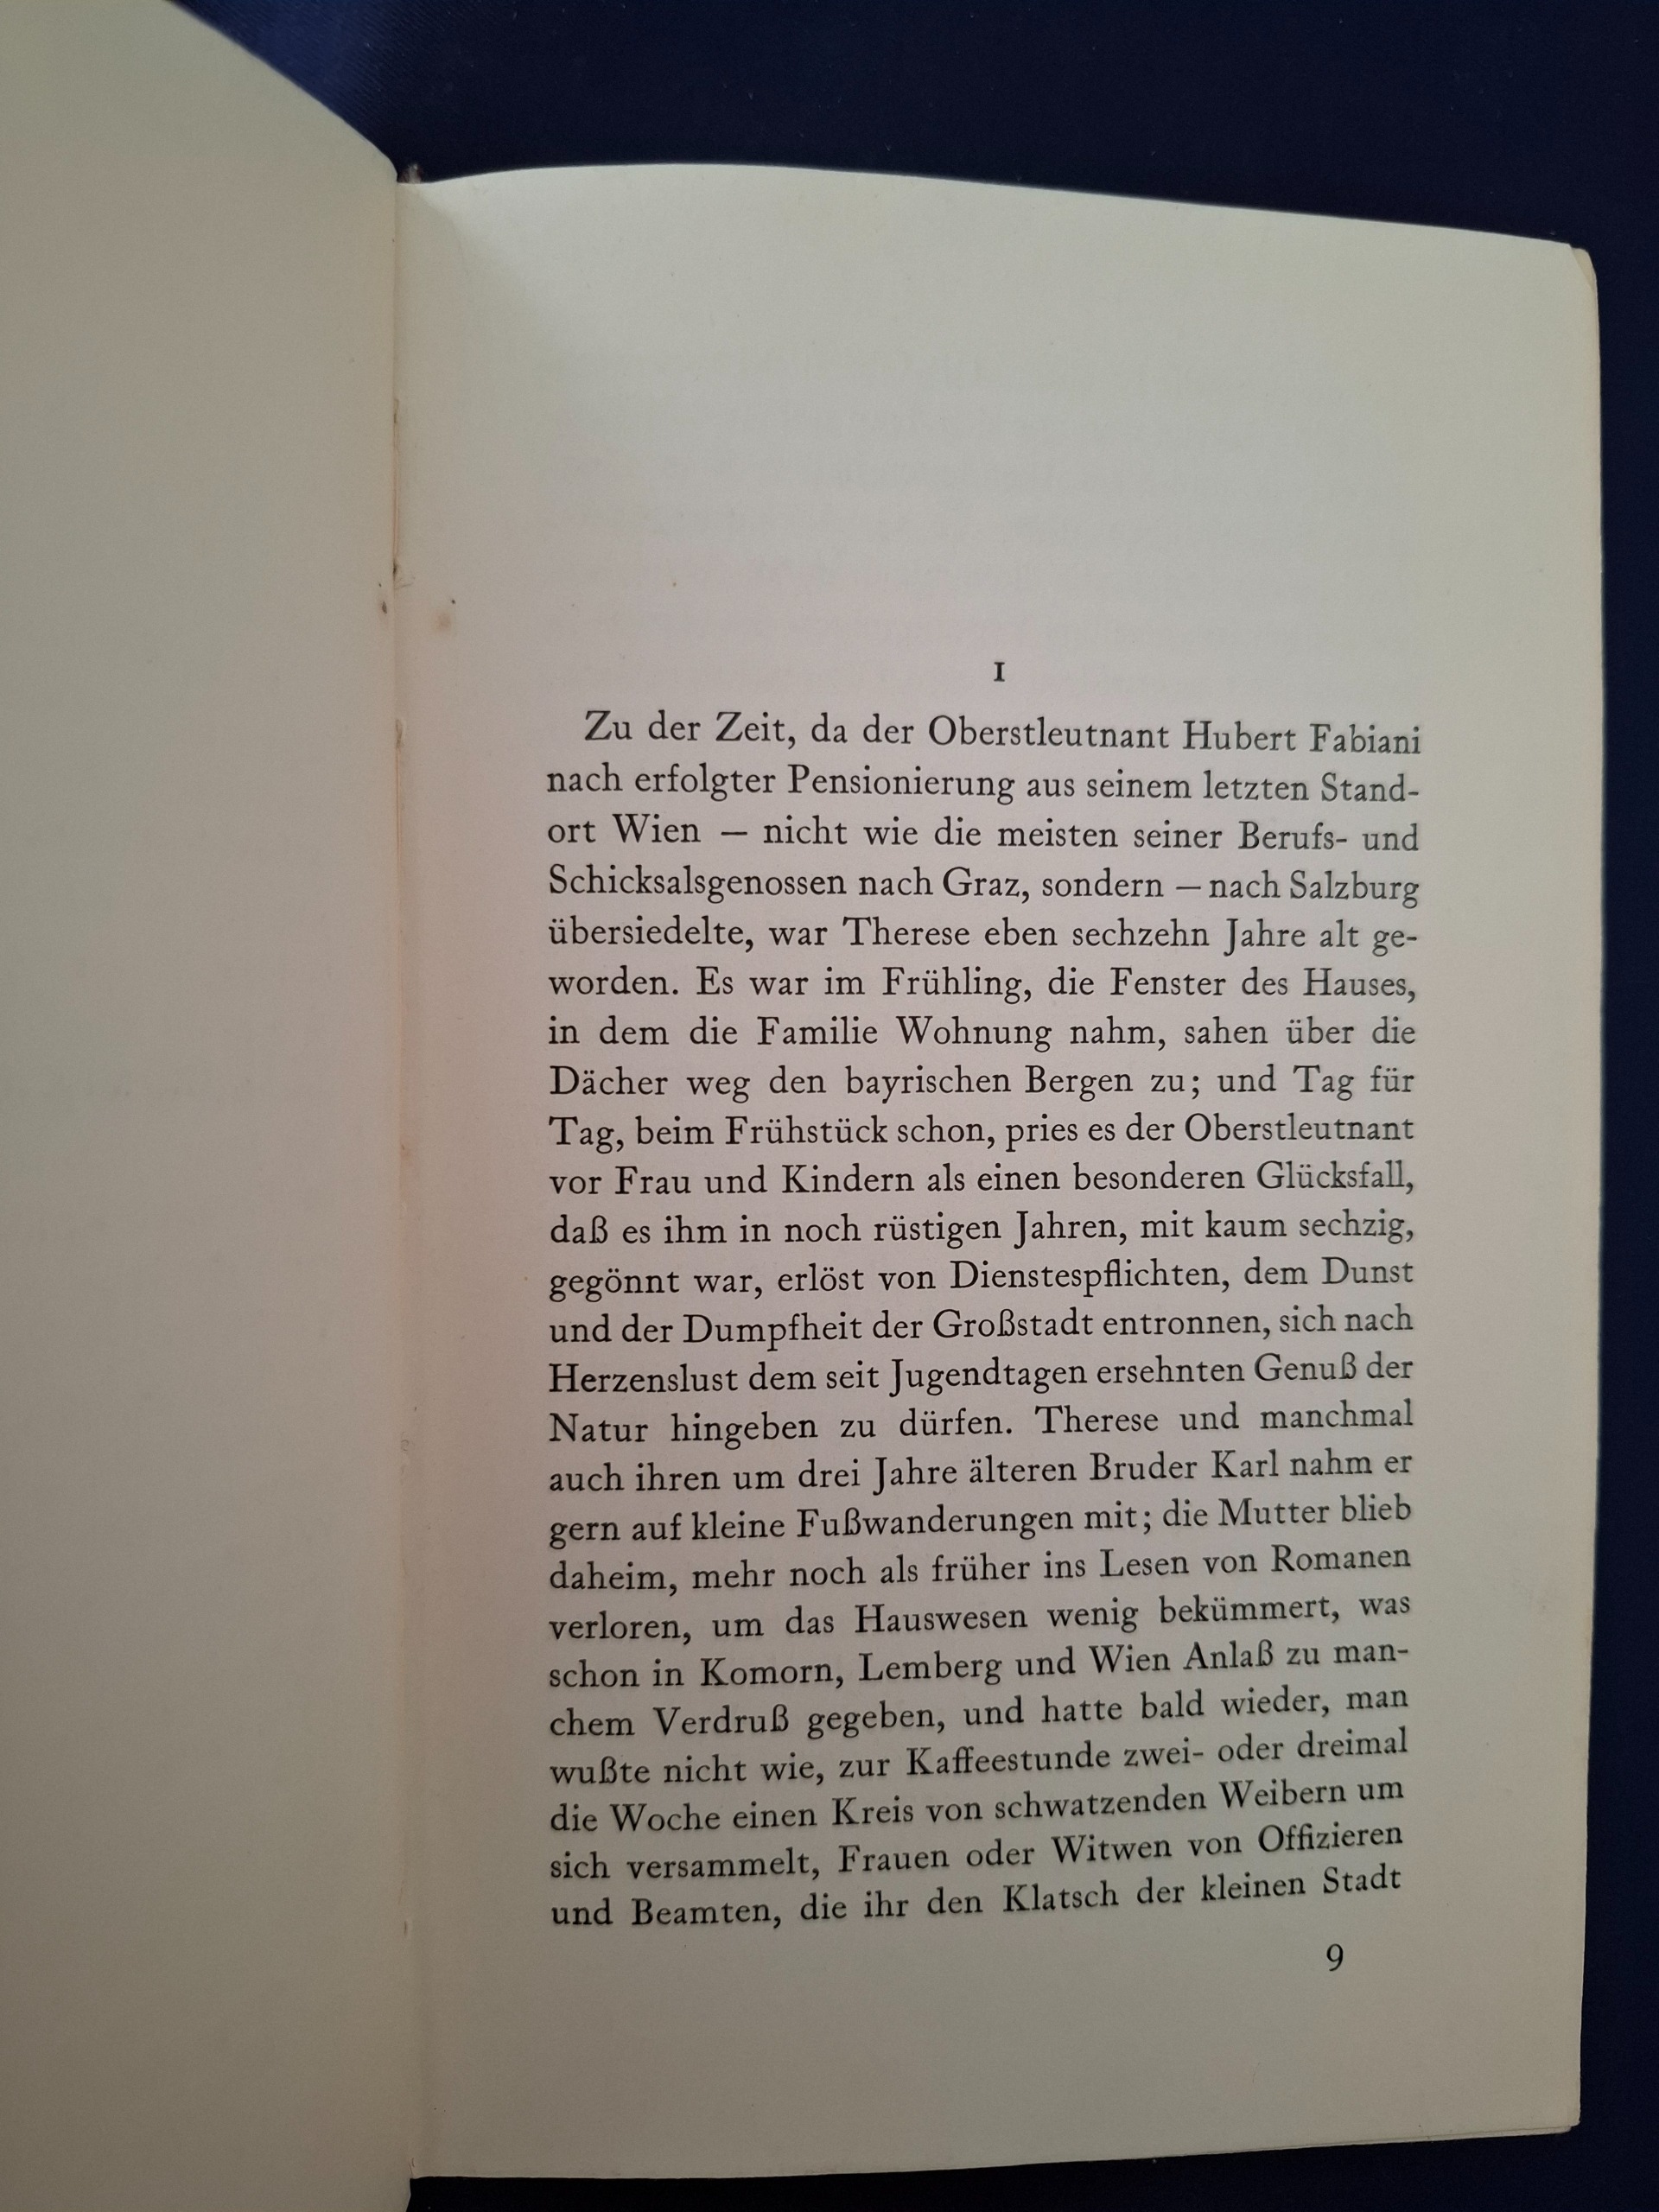 I
Zu der Zeit, da der Oberstleutnant Hubert Fabiani
nach erfolgter Pensionierung aus seinem letzten Stand-
ort Wien — nicht wie die meisten seiner Berufs- und
Schicksalsgenossen nach Graz, sondern — nach Salzburg
übersiedelte, war Therese eben sechzehn Jahre alt ge-
worden. Es war im Frühling, die Fenster des Hauses,
in dem die Familie Wohnung nahm, sahen über die
Dächer weg den bayrischen Bergen zu; und Tag für
Tag, beim Frühstück schon, pries es der Oberstleutnant
vor Frau und Kindern als einen besonderen Glücksfall,
daß es ihm in noch rüstigen Jahren, mit kaum sechzig,
gegönnt war, erlöst von Dienstespflichten, dem Dunst
und der Dumpfheit der Großstadt entronnen, sich nach
Herzenslust dem seit Jugendtagen ersehnten Genuß der
Natur hingeben zu dürfen. Therese und manchmal
auch ihren um drei Jahre älteren Bruder Karl nahm er
gern auf kleine Fußwanderungen mit; die Mutter blieb
daheim, mehr noch als früher ins Lesen von Romanen
verloren, um das Hauswesen wenig bekümmert, was
schon in Komorn, Lemberg und Wien Anlaß zu man-
chem Verdruß gegeben, und hatte bald wieder, man
wußte nicht wie, zur Kaffeestunde zwei- oder dreimal
die Woche einen Kreis von schwatzenden Weibern um
sich versammelt, Frauen oder Witwen von Offizieren
und Beamten, die ihr den Klatsch der kleinen Stadt
9